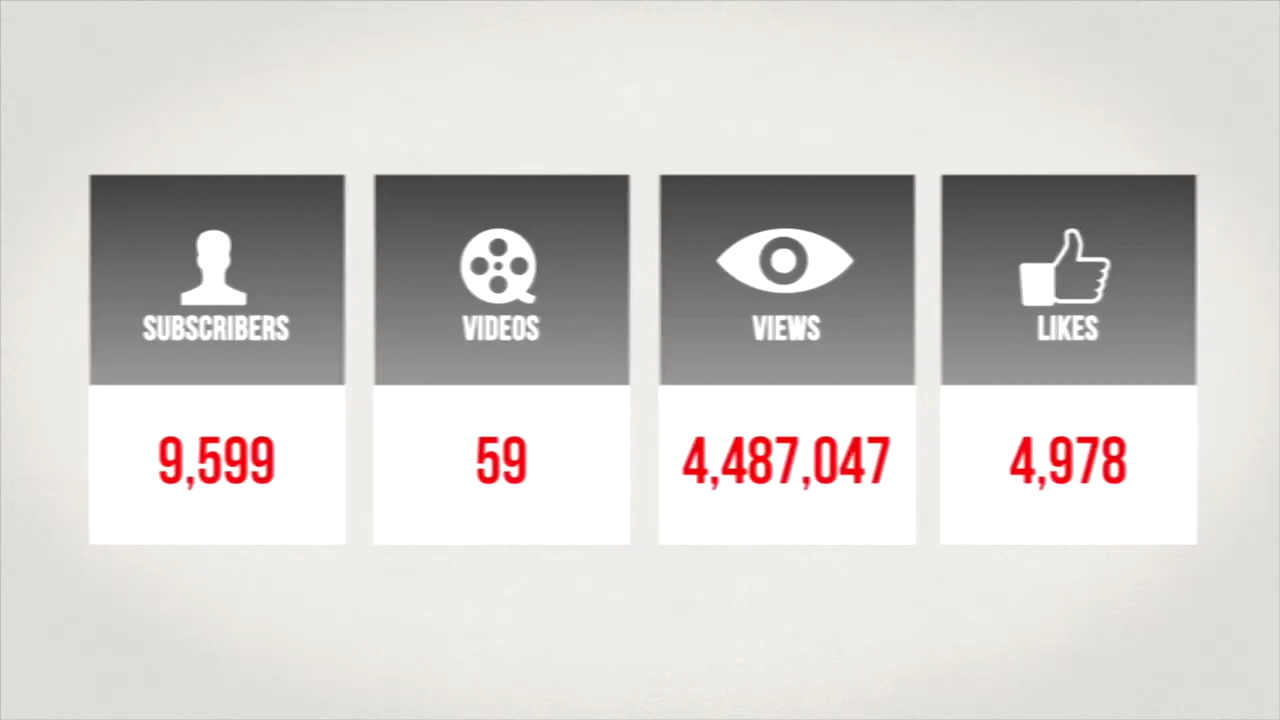 SUBSCRIBERS
VIDEOS
VIEWS
LIKES
9,599
59
4,487,047
4,978